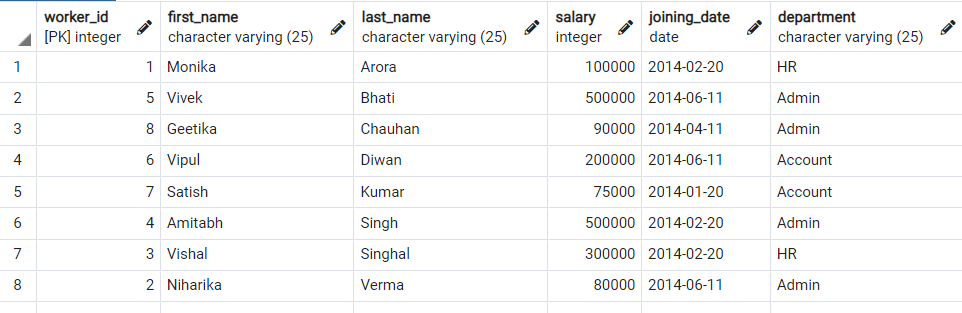 worker_id first_name last_name salary joining_date department
[PK] integer character varying (25) character varying (25) integer date character varying (25)
1 1 Monika Arora 100000 2014-02-20 HR
2 5 Vivek Bhati 500000 2014-06-11 Admin
3 8 Geetika Chauhan 90000 2014-04-11 Admin
4 6 Vipul Diwan 200000 2014-06-11 Account
5 7 Satish Kumar 75000 2014-01-20 Account
6 4 Amitabh Singh 500000 2014-02-20 Admin
7 3 Vishal Singhal 300000 2014-02-20 HR
8 2 Niharika Verma 80000 2014-06-11 Admin